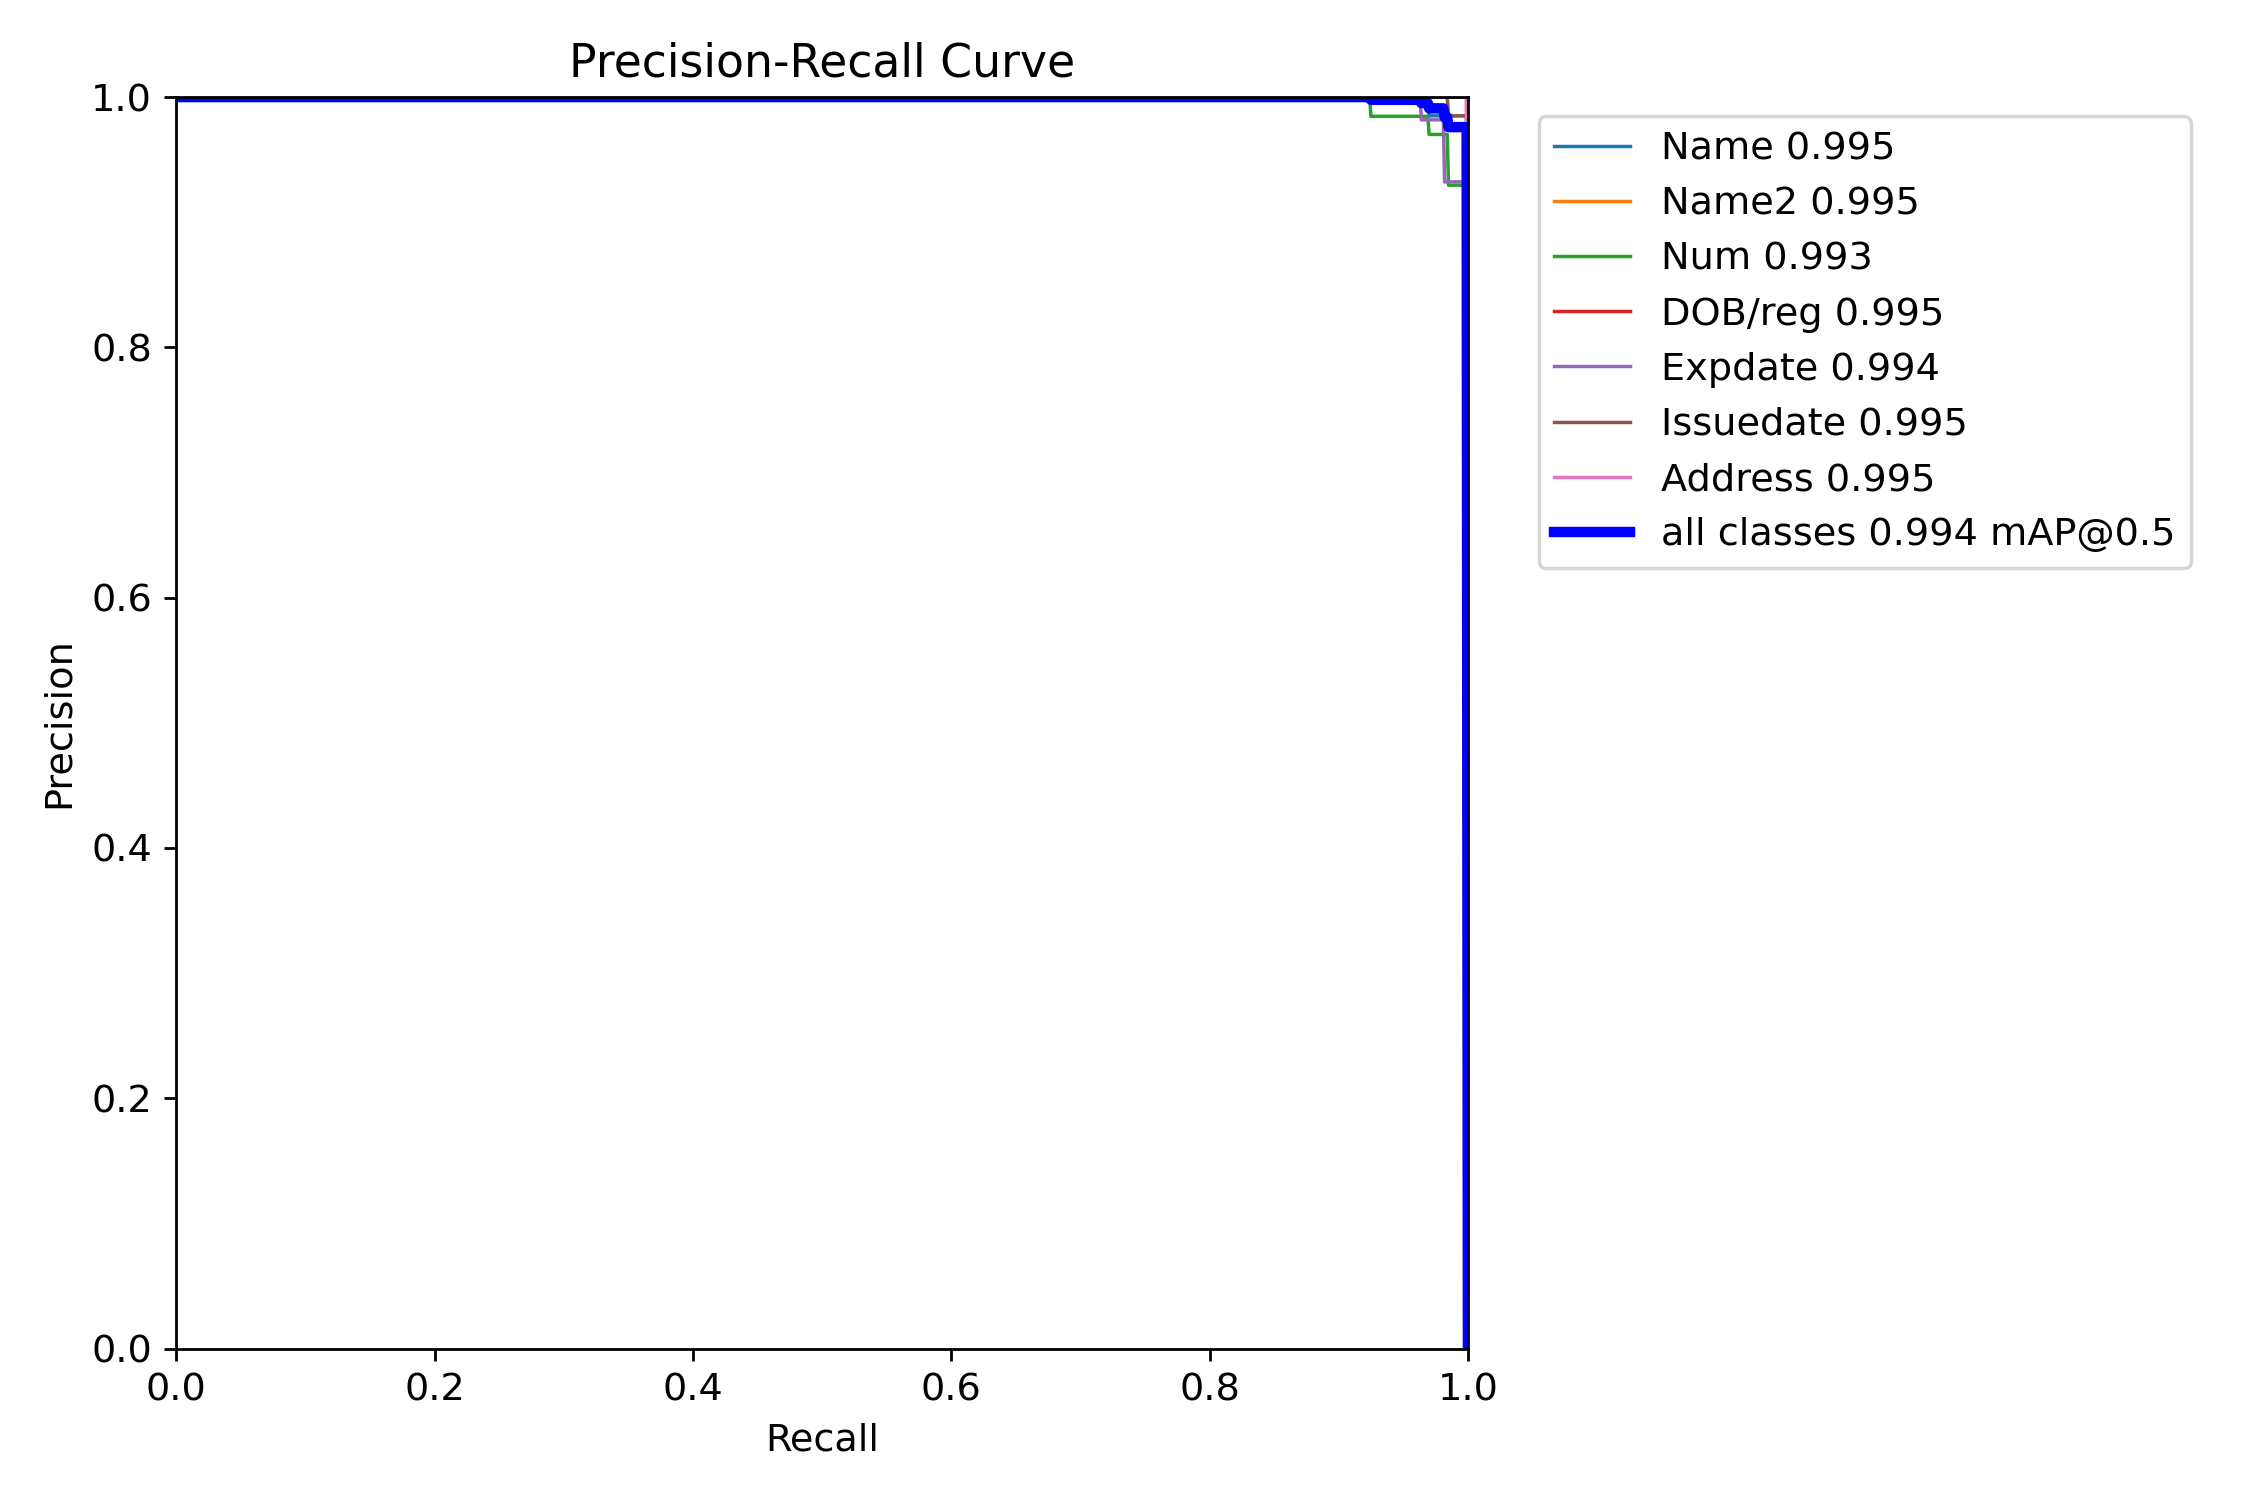 Precision-Recall Curve
1.0
0.8
0.6
0.4
0.2
0.0
Precision
0.0 0.2 0.4 0.6 0.8 1.0
Recall
Name 0.995
Name2 0.995
Num 0.993
DOB/reg 0.995
Expdate 0.994
Issuedate 0.995
Address 0.995
all classes 0.994 mAP@0.5